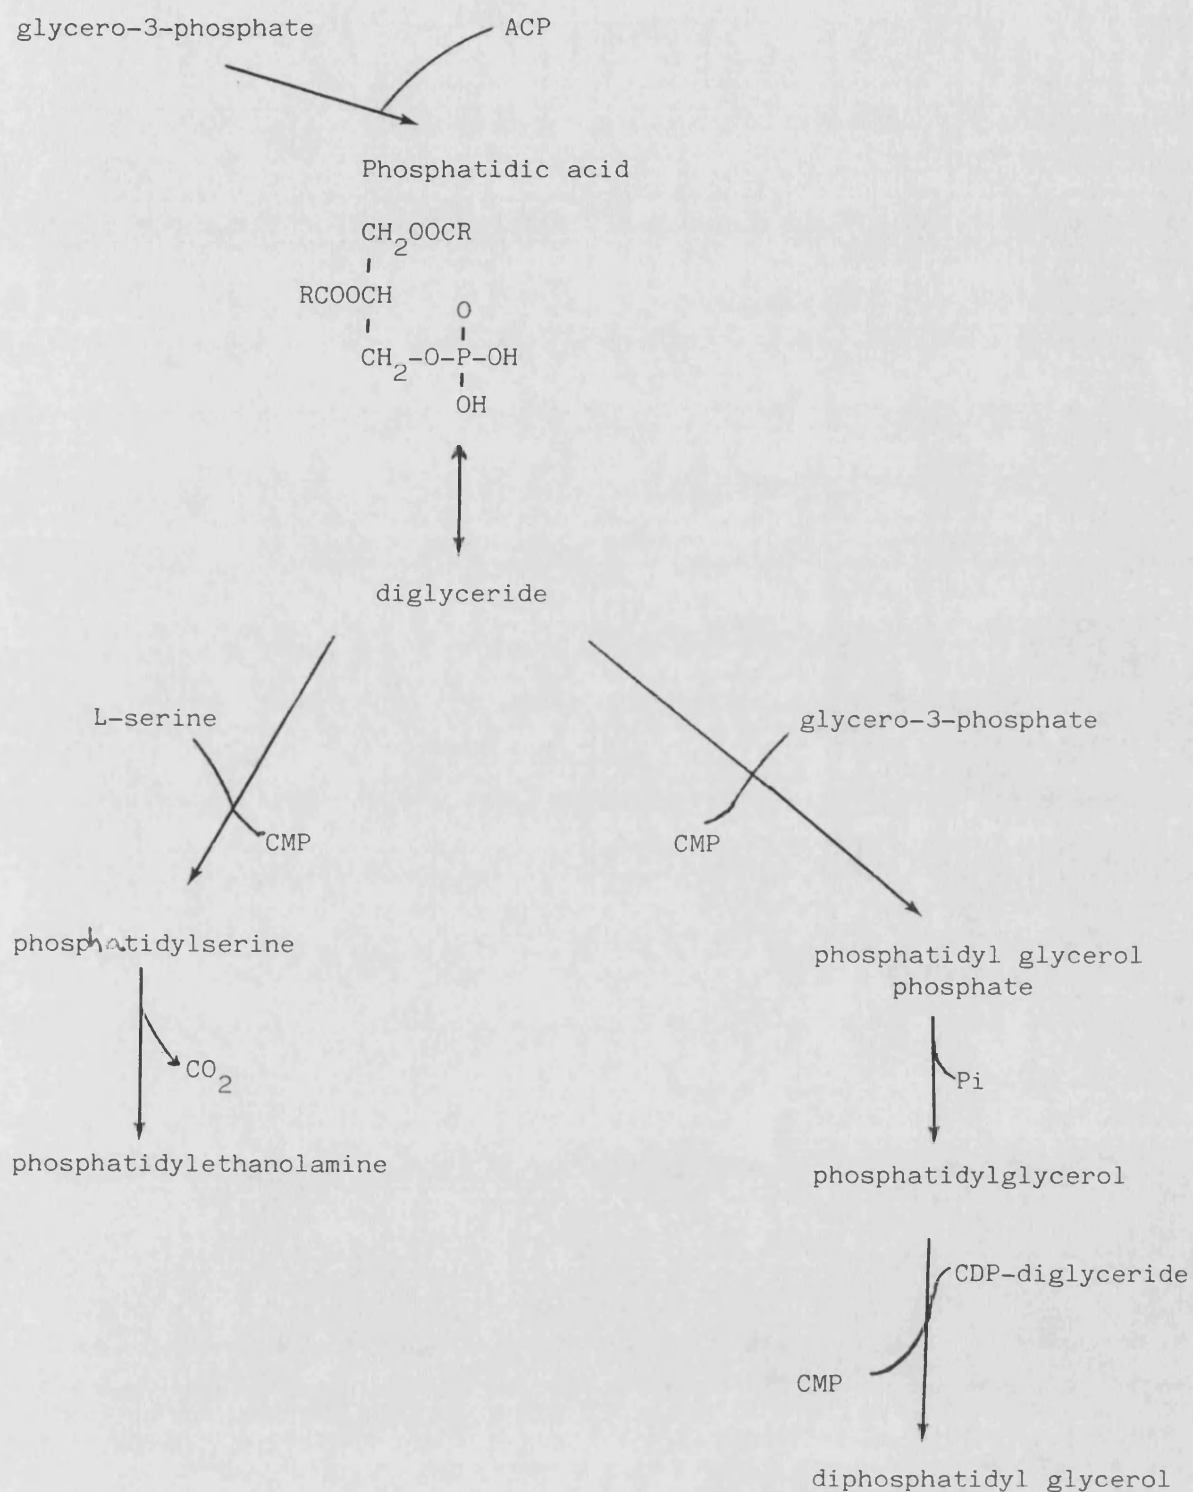 glycero-3-phosphate
ACP
Phosphatidic acid
CH2OOCR
RCOOCH
O
CH2-O-P-OH
OH
diglyceride
L-serine
glycero-3-phosphate
CMP
CMP
phosphatidylserine
phosphatidyl glycerol
phosphate
CO2
Pi
phosphatidylethanolamine
phosphatidylglycerol
CDP-diglyceride
CMP
diphosphatidyl glycerol